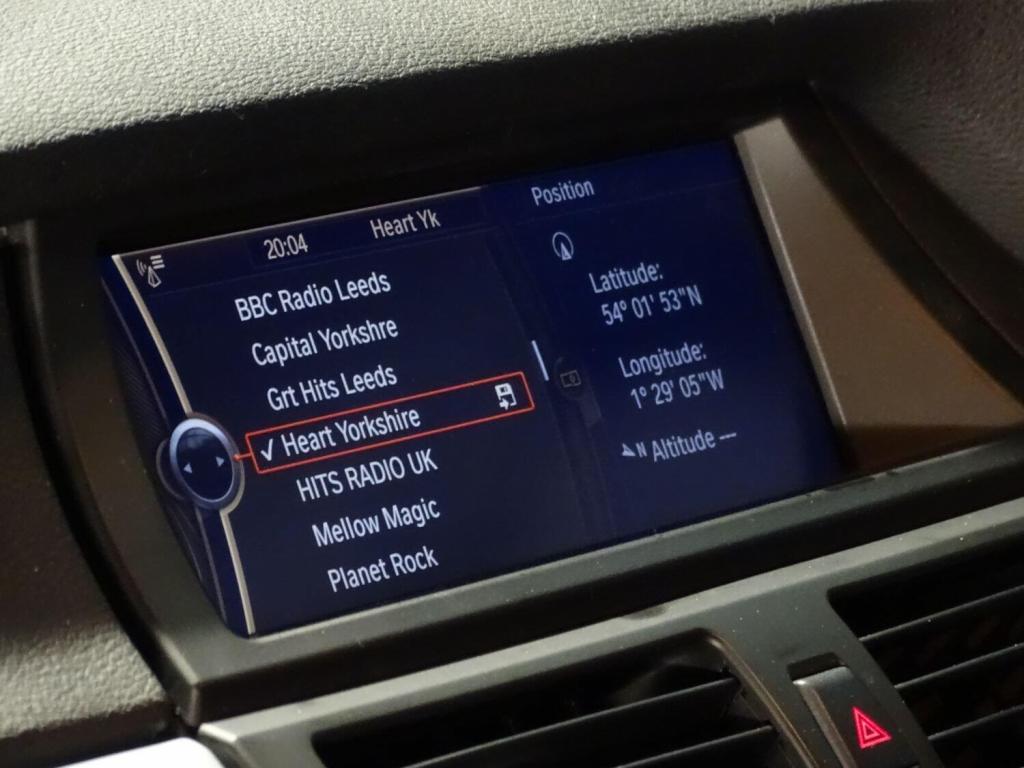 20:04 Heart Yk
BBC Radio Leeds
Capital Yorkshre
Grt Hits Leeds
✓ Heart Yorkshire
HITS RADIO UK
Mellow Magic
Planet Rock
Position
Latitude:
54° 01' 53"N
Longitude:
1° 29' 05"W
N Altitude ---